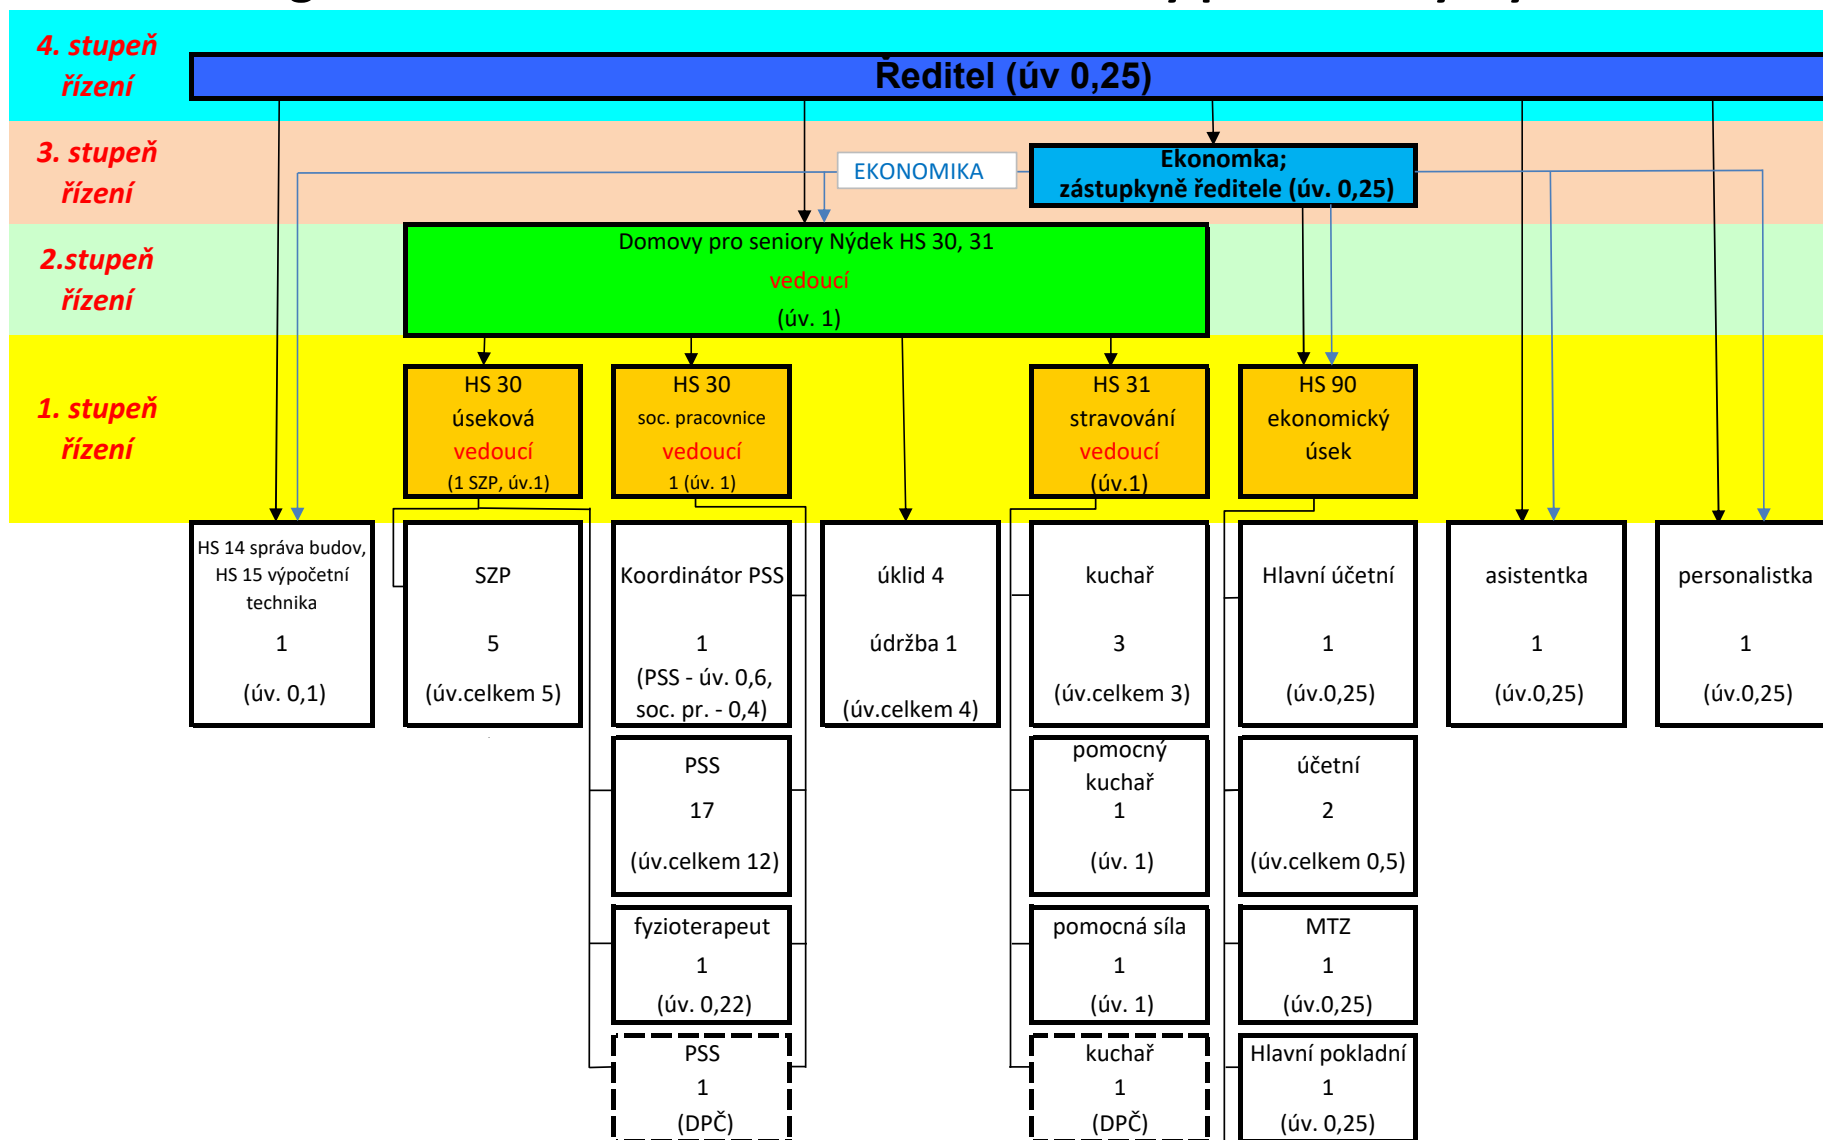 4. stupeň
řízení
Ředitel (úv 0,25)
3. stupeň
řízení
EKONOMIKA
Ekonomka;
zástupkyně ředitele (úv. 0,25)
2.stupeň
řízení
Domovy pro seniory Nýdek HS 30, 31
vedoucí
(úv. 1)
1. stupeň
řízení
HS 30
úseková
vedoucí
(1 SZP, úv.1)
HS 30
soc. pracovnice
vedoucí
1 (úv. 1)
HS 31
stravování
vedoucí
(úv.1)
HS 90
ekonomický
úsek
HS 14 správa budov,
HS 15 výpočetní
technika
1
(úv. 0,1)
SZP
5
(úv.celkem 5)
Koordinátor PSS
1
(PSS - úv. 0,6,
soc. pr. - 0,4)
úklid 4
údržba 1
(úv.celkem 4)
kuchař
3
(úv.celkem 3)
Hlavní účetní
1
(úv.0,25)
asistentka
1
(úv.0,25)
personalistka
1
(úv.0,25)
PSS
17
(úv.celkem 12)
pomocný
kuchař
1
(úv. 1)
účetní
2
(úv.celkem 0,5)
fyzioterapeut
1
(úv. 0,22)
pomocná síla
1
(úv. 1)
MTZ
1
(úv.0,25)
PSS
1
(DPČ)
kuchař
1
(DPČ)
Hlavní pokladní
1
(úv. 0,25)